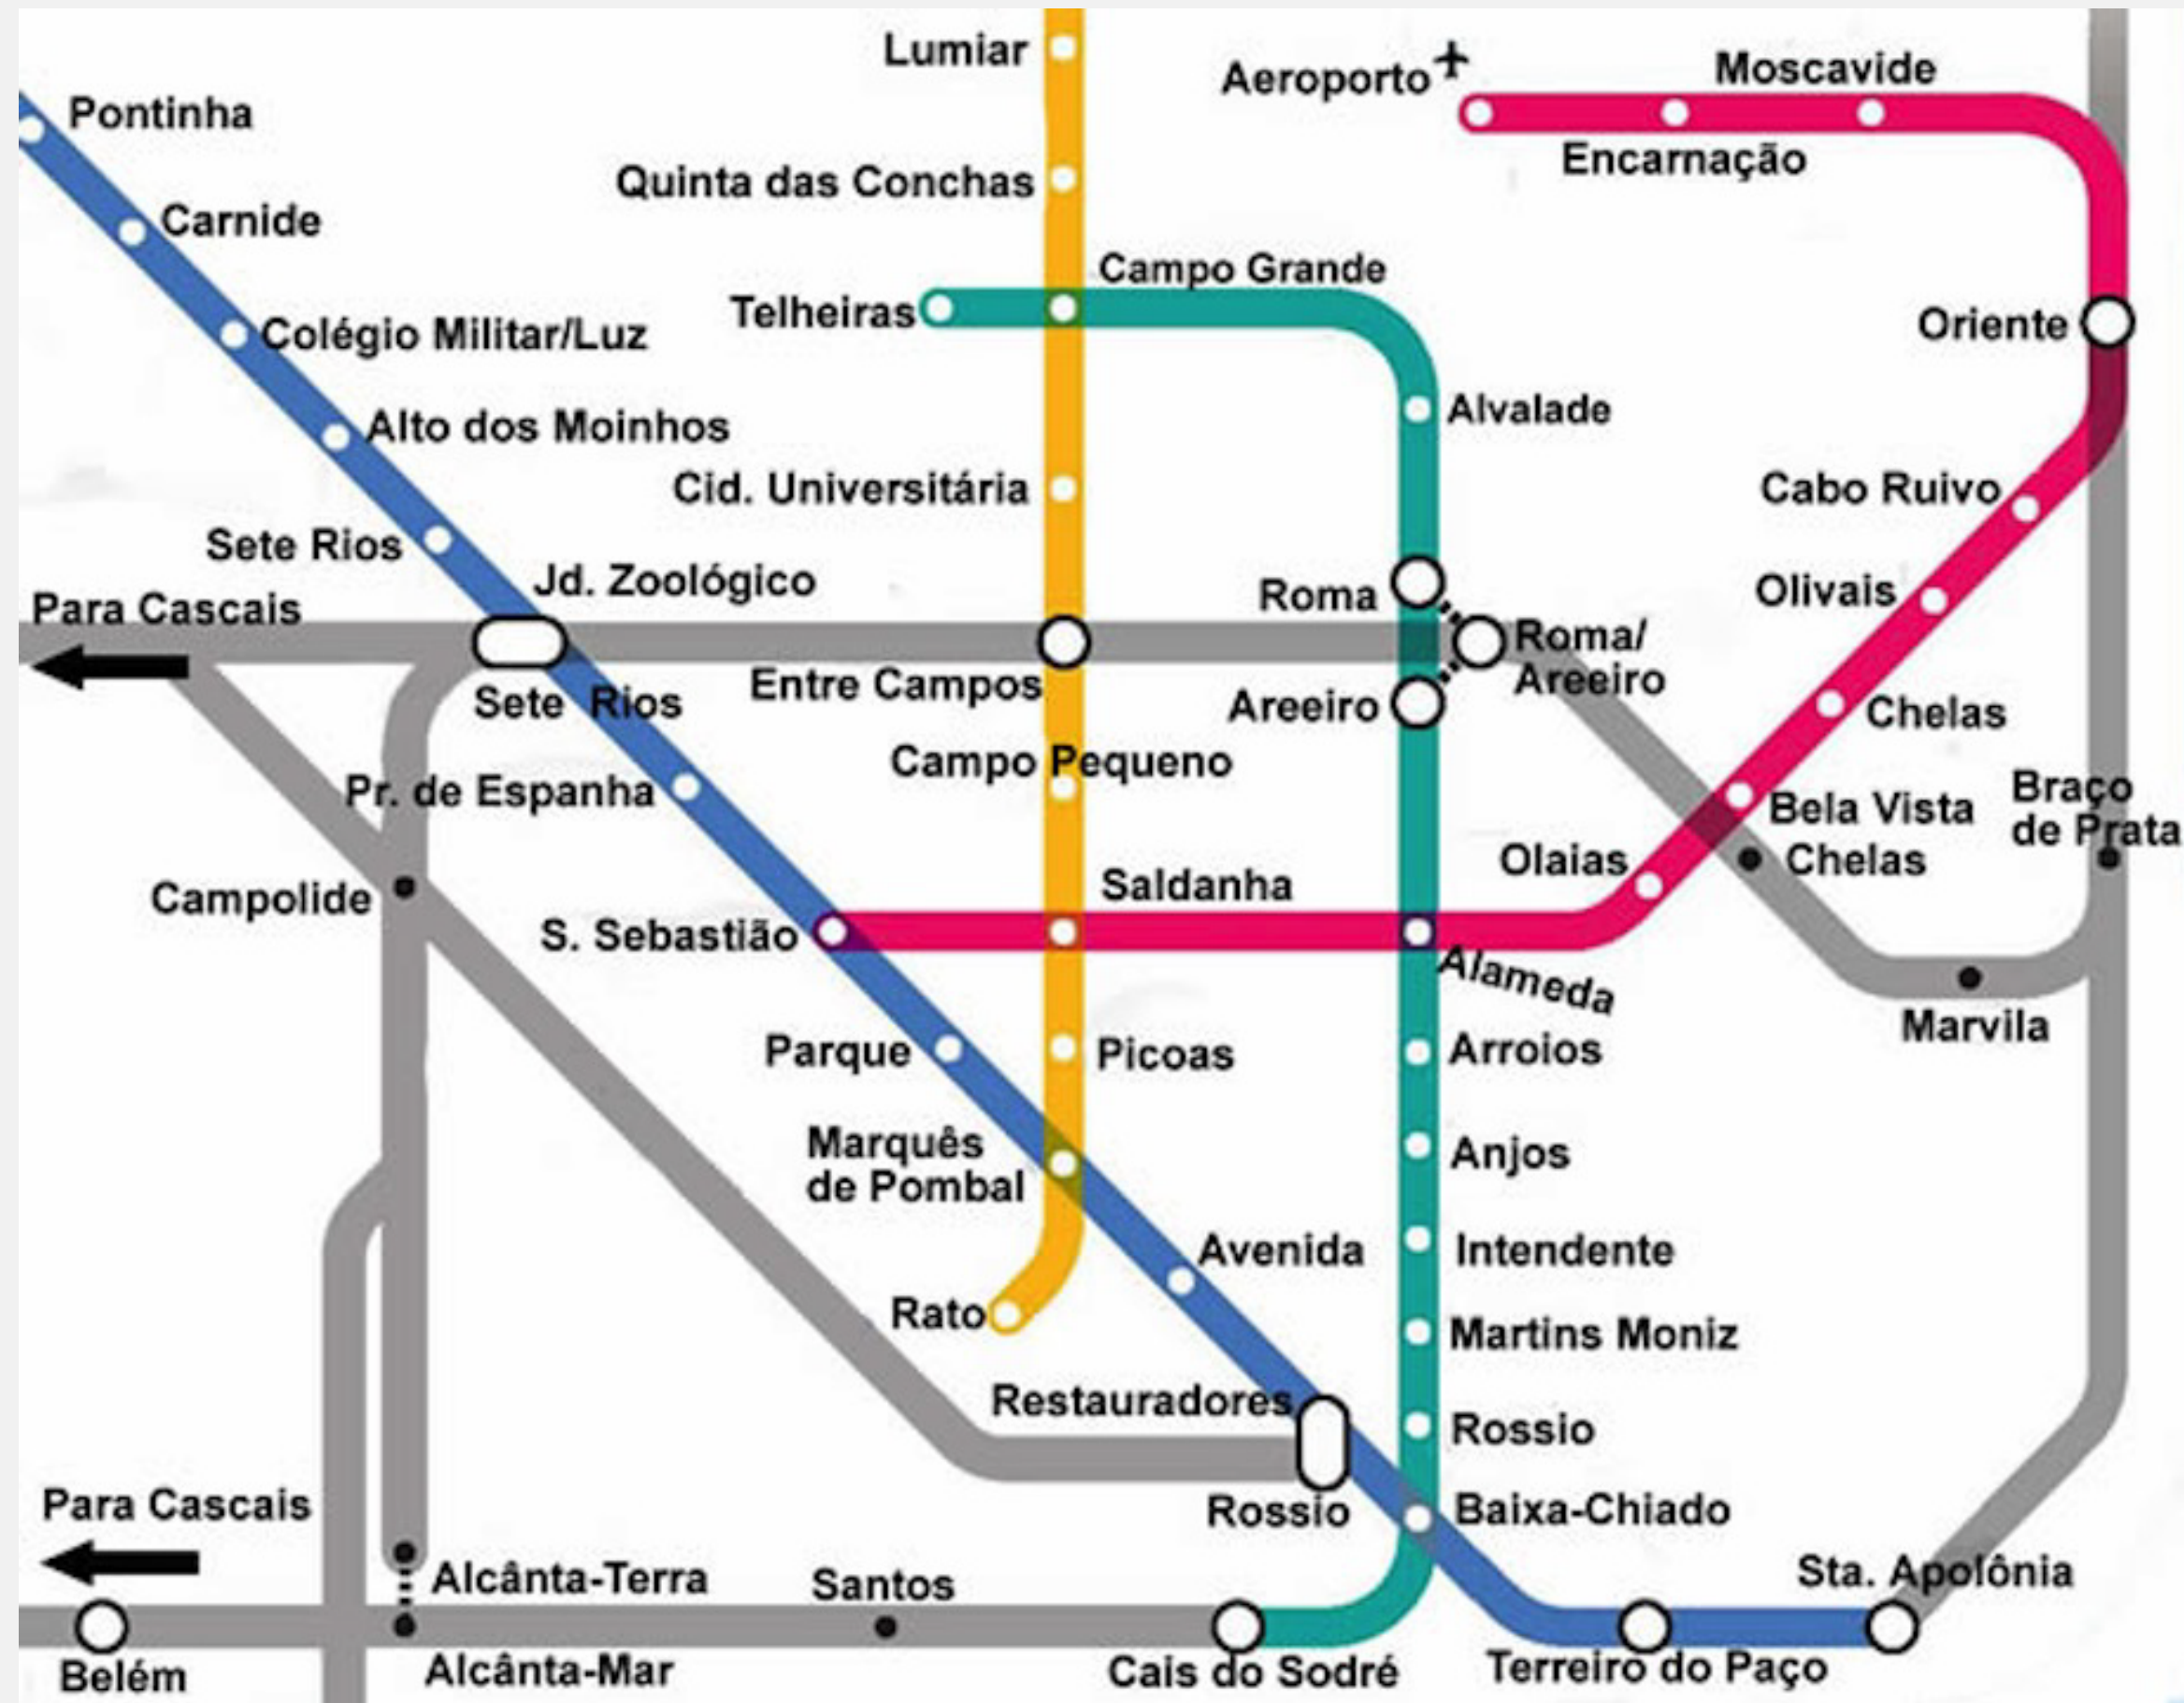 Lumiar
Aeroporto
Moscavide
Pontinha
Encarnação
Quinta das Conchas
Carnide
Campo Grande
Telheiras
Oriente
Colégio Militar/Luz
Alvalade
Alto dos Moinhos
Cid. Universitária
Cabo Ruivo
Sete Rios
Jd. Zoológico
Roma
Olivais
Para Cascais
Roma/
Areeiro
Entre Campos
Sete Rios
Areeiro
Chelas
Campo Pequeno
Pr. de Espanha
Bela Vista
Braço
de Prata
Olaias
Chelas
Saldanha
Campolide
S. Sebastião
Alameda
Marvila
Parque
Picoas
Arroios
Marquês
de Pombal
Anjos
Avenida
Intendente
Rato
Martins Moniz
Restauradores
Rossio
Para Cascais
Rossio
Baixa-Chiado
Alcânta-Terra
Santos
Sta. Apolônia
Belém
Alcânta-Mar
Cais do Sodré
Terreiro do Paço